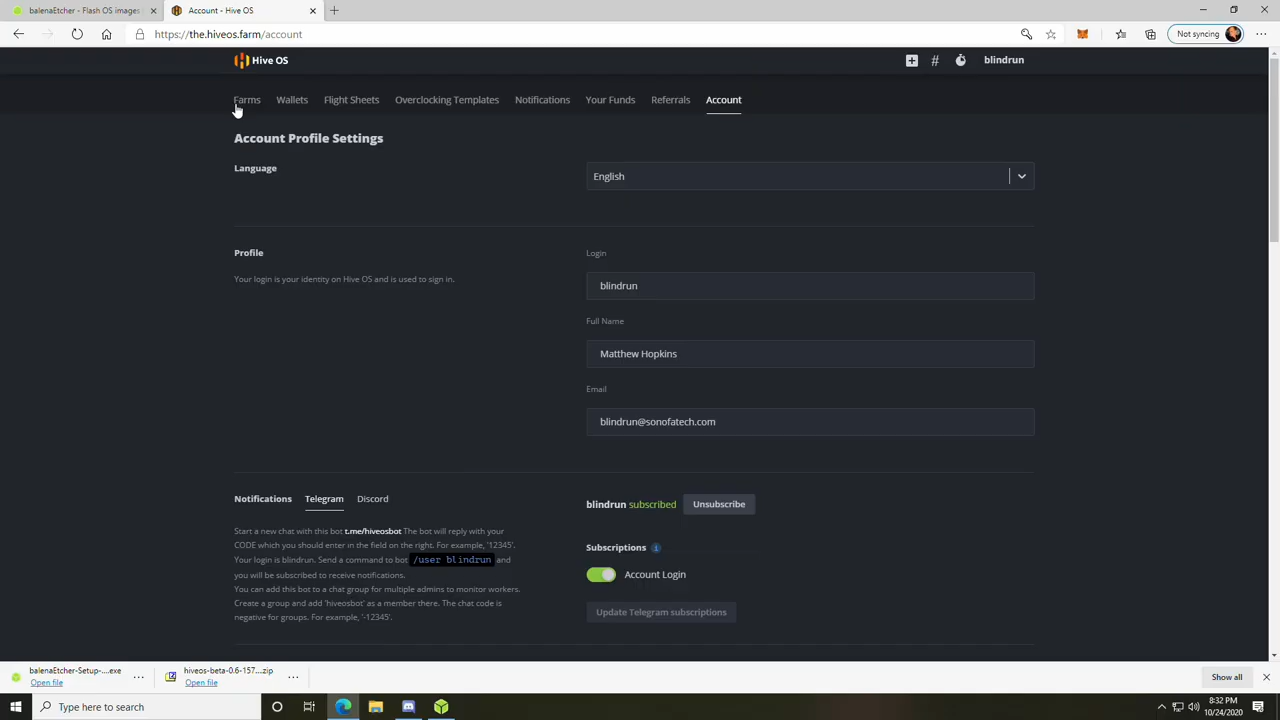 balenaEtcher - Flash OS images
Account - Hive OS
https://the.hiveos.farm/account
Not syncing
Hive OS
blindrun
Farms
Wallets
Flight Sheets
Overclocking Templates
Notifications
Your Funds
Referrals
Account
Account Profile Settings
Language
English
Profile
Your login is your identity on Hive OS and is used to sign in.
Login
blindrun
Full Name
Matthew Hopkins
Email
blindrun@sonofatech.com
Notifications
Telegram
Discord
Start a new chat with this bot t.me/hiveosbot The bot will reply with your
CODE which you should enter in the field on the right. For example, '12345'.
Your login is blindrun. Send a command to bot /user blindrun and
you will be subscribed to receive notifications.
You can add this bot to a chat group for multiple admins to monitor workers.
Create a group and add 'hiveosbot' as a member there. The chat code is
negative for groups. For example, '-12345'.
blindrun subscribed
Unsubscribe
Subscriptions
Account Login
Update Telegram subscriptions
balenaEtcher-Setup-....exe
Open file
hiveos-beta-0.6-157....zip
Open file
Show all
Type here to search
8:32 PM
10/24/2020